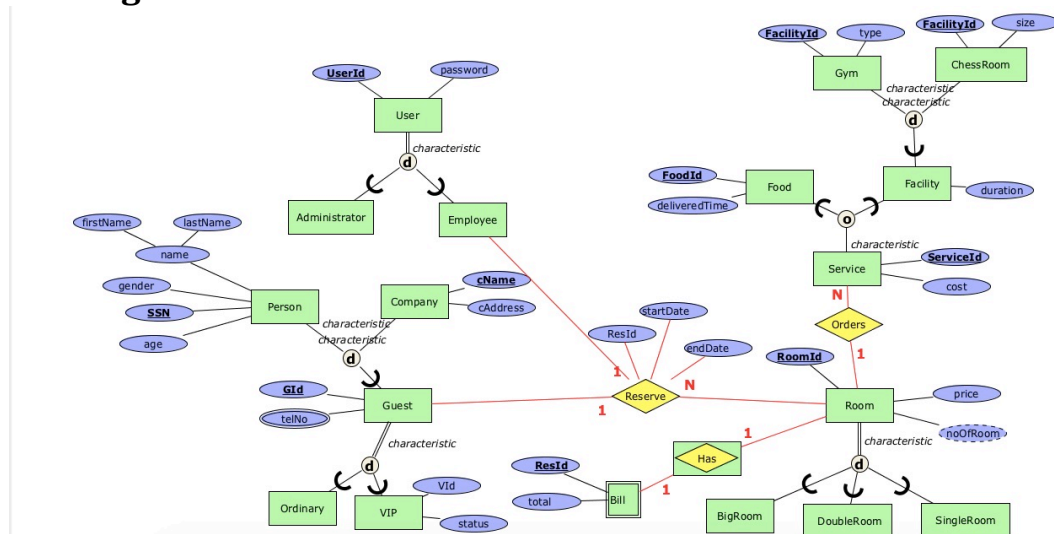 UserId
password
User
characteristic
d
Administrator
Employee
FacilityId
type
FacilityId
size
Gym
ChessRoom
characteristic
characteristic
d
FoodId
Food
Facility
deliveredTime
duration
o
characteristic
Service
ServiceId
cost
N
Orders
1
firstName
lastName
name
gender
SSN
age
Person
Company
cName
cAddress
characteristic
characteristic
d
GId
telNo
Guest
characteristic
d
Ordinary
VIP
VId
status
ResId
startDate
endDate
1
1
Reserve
N
RoomId
Room
price
noOfRoom
characteristic
d
BigRoom
DoubleRoom
SingleRoom
1
Has
1
ResId
total
Bill